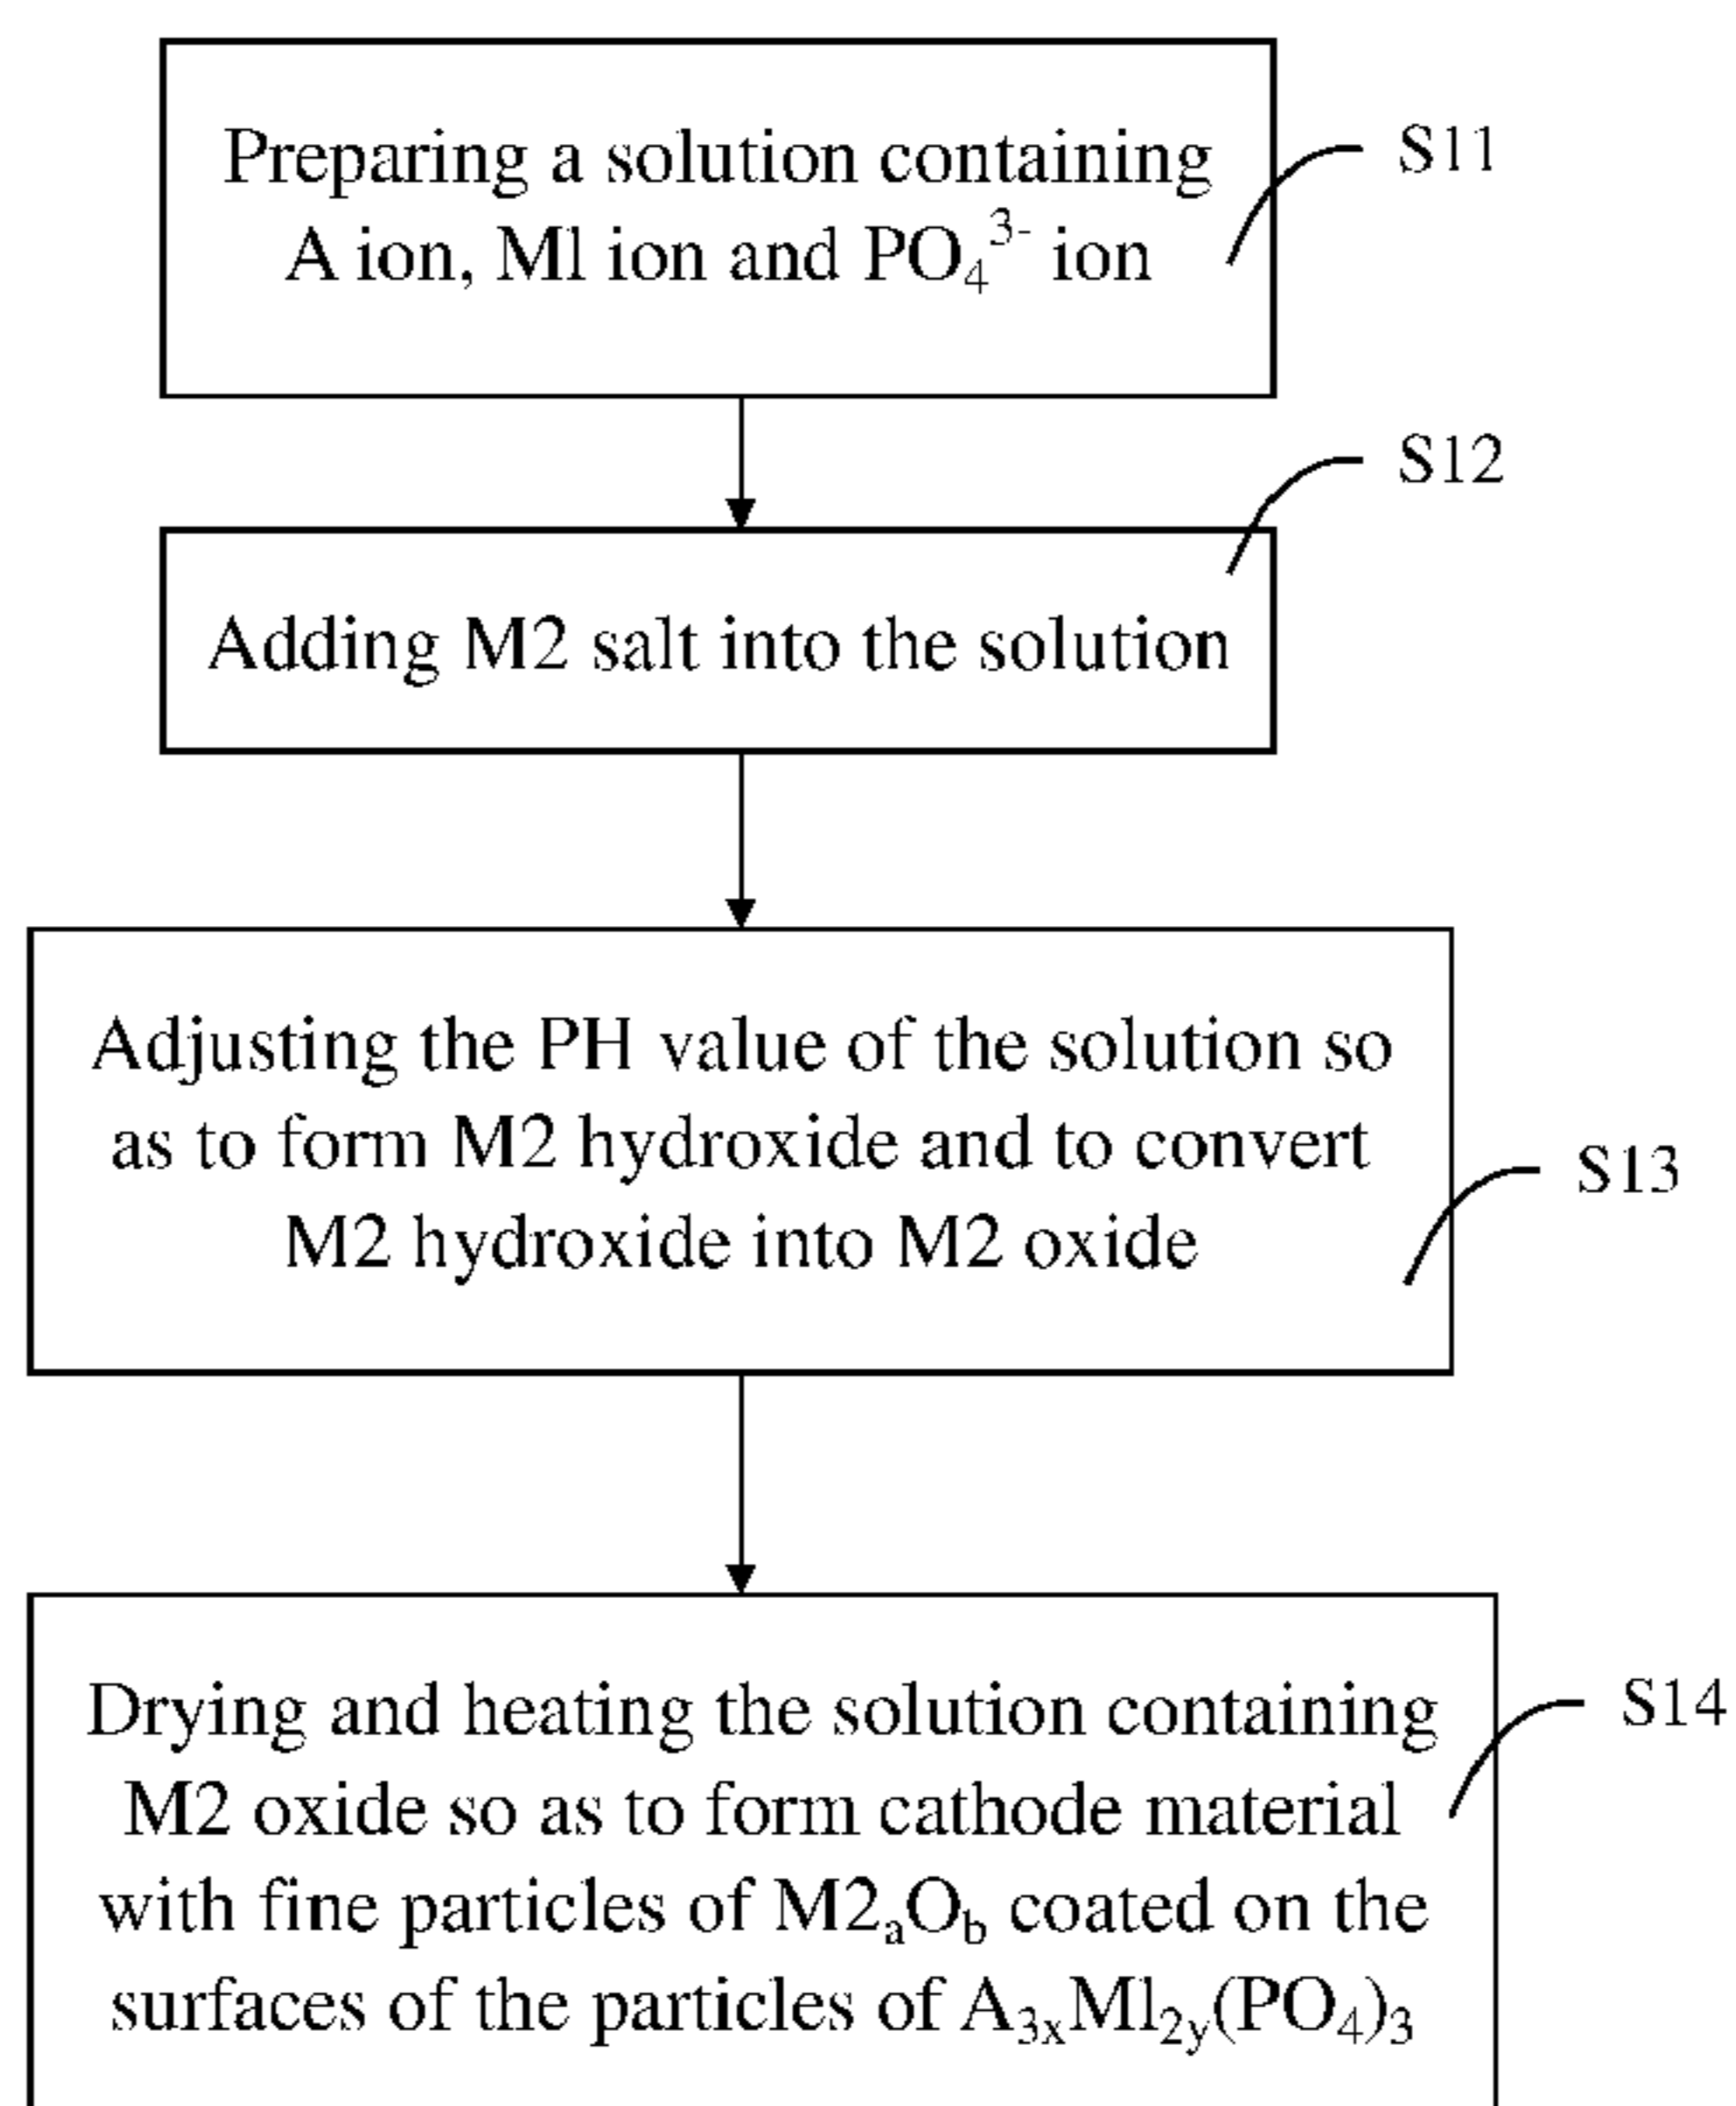 Preparing a solution containing
A ion, Ml ion and PO₄³⁻ ion
S11
Adding M2 salt into the solution
S12
Adjusting the PH value of the solution so
as to form M2 hydroxide and to convert
M2 hydroxide into M2 oxide
S13
Drying and heating the solution containing
M2 oxide so as to form cathode material
with fine particles of M2ₐO_b coated on the
surfaces of the particles of A₃ₓMl₂y(PO₄)₃
S14